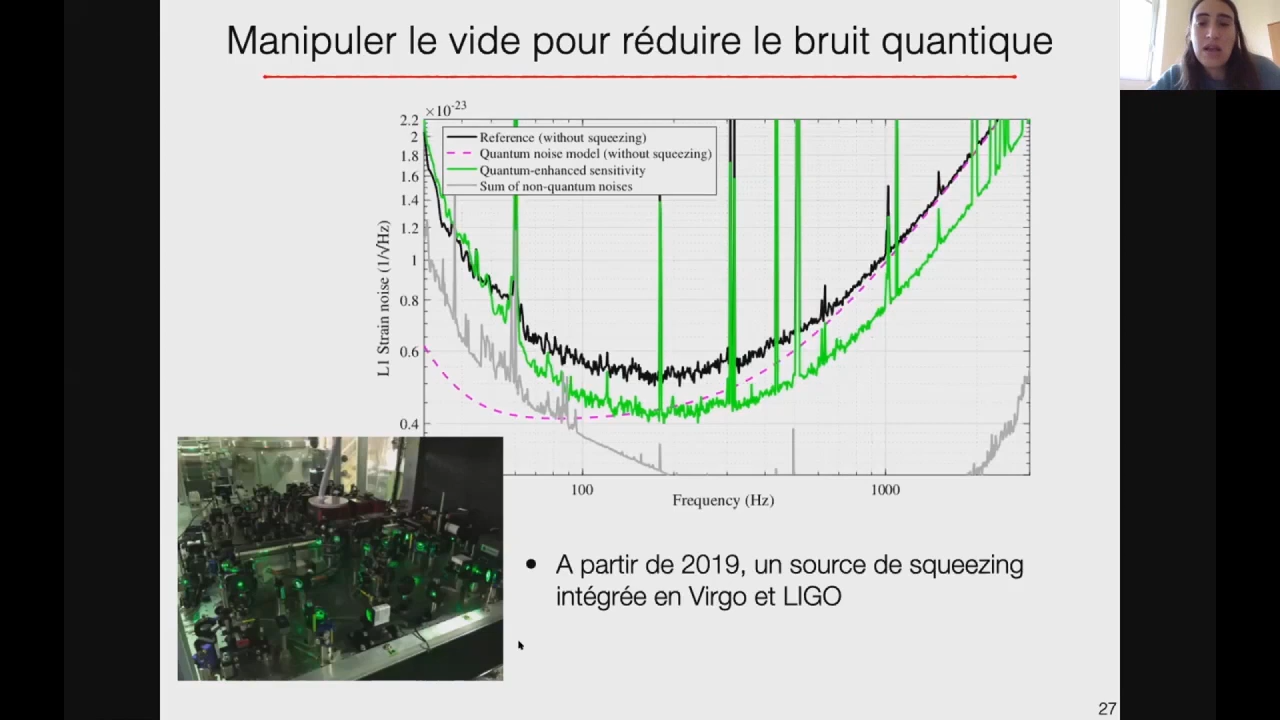 Manipuler le vide pour réduire le bruit quantique
×10-23
2.2
2
1.8
1.6
1.4
1.2
1
0.8
0.6
0.4
L1 Strain noise (1/√Hz)
Reference (without squeezing)
Quantum noise model (without squeezing)
Quantum-enhanced sensitivity
Sum of non-quantum noises
100
1000
Frequency (Hz)
• A partir de 2019, un source de squeezing
intégrée en Virgo et LIGO
27